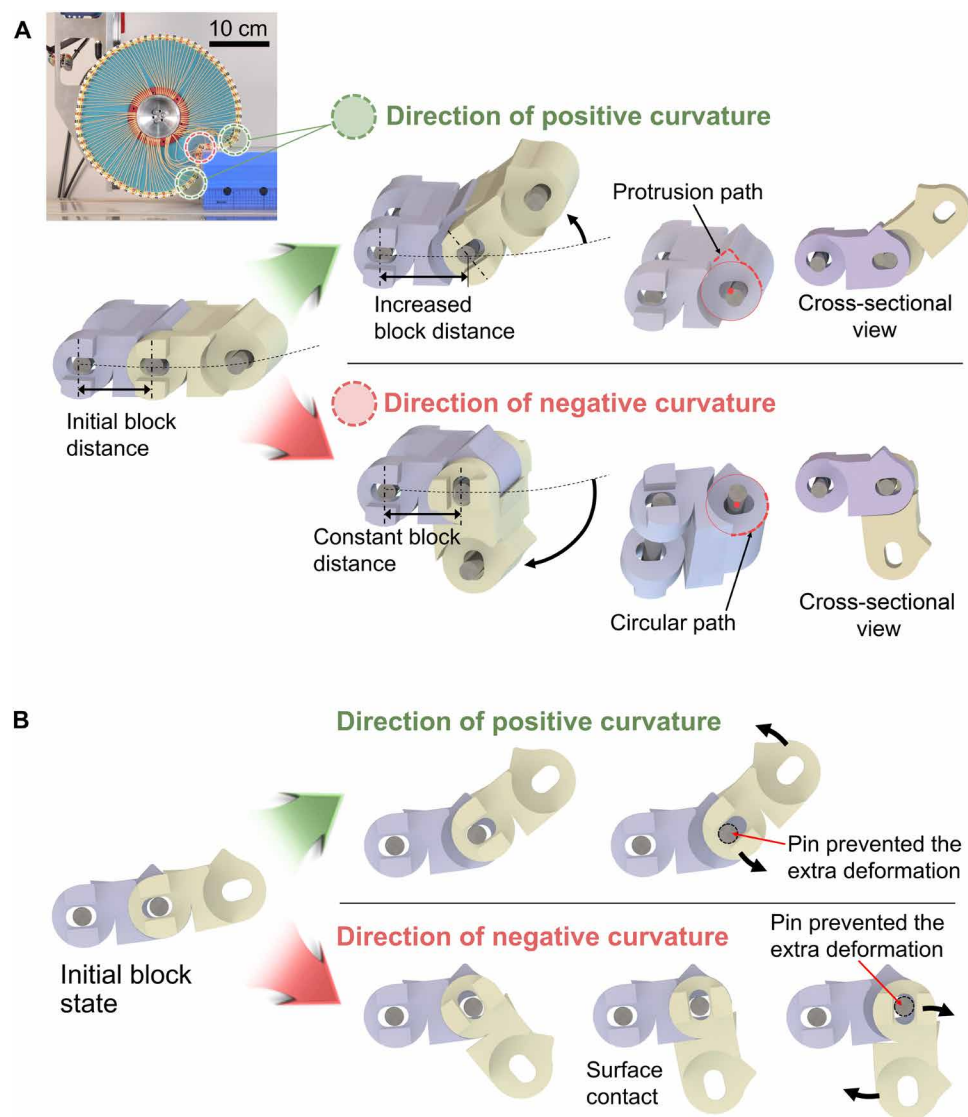 A
10 cm
Direction of positive curvature
Protrusion path
Increased
block distance
Cross-sectional
view
Initial block
distance
Direction of negative curvature
Constant block
distance
Circular path
Cross-sectional
view
B
Direction of positive curvature
Pin prevented the
extra deformation
Initial block
state
Direction of negative curvature
Pin prevented the
extra deformation
Surface
contact